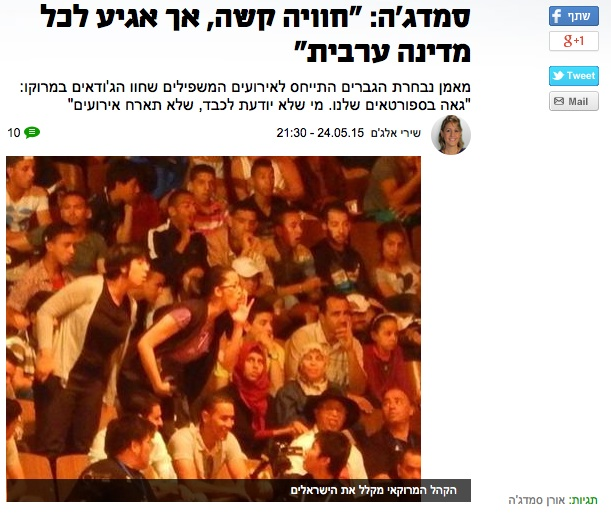 סמדג'ה: "חוויה קשה, אך אגיע לכל
מדינה ערבית"
מאמן נבחרת הגברים התייחס לאירועים המשפילים שחוו הג'ודאים במרוקו:
"גאה בספורטאים שלנו. מי שלא יודעת לכבד, שלא תארח אירועים"
שירי אלג'ם 24.05.15 - 21:30
10
שתף
g+1
Tweet
Mail
הקהל המרוקאי מקלל את הישראלים
תגיות: אורן סמדג'ה